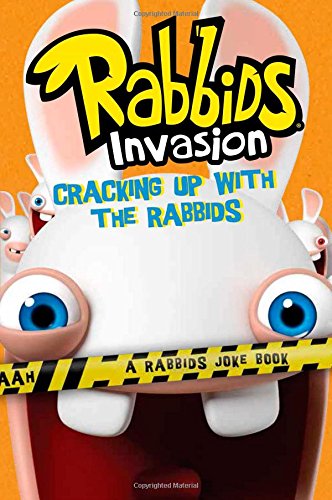 Rabbids®
Invasion
CRACKING UP WITH
THE RABBIDS
AAH
A RABBIDS JOKE BOOK